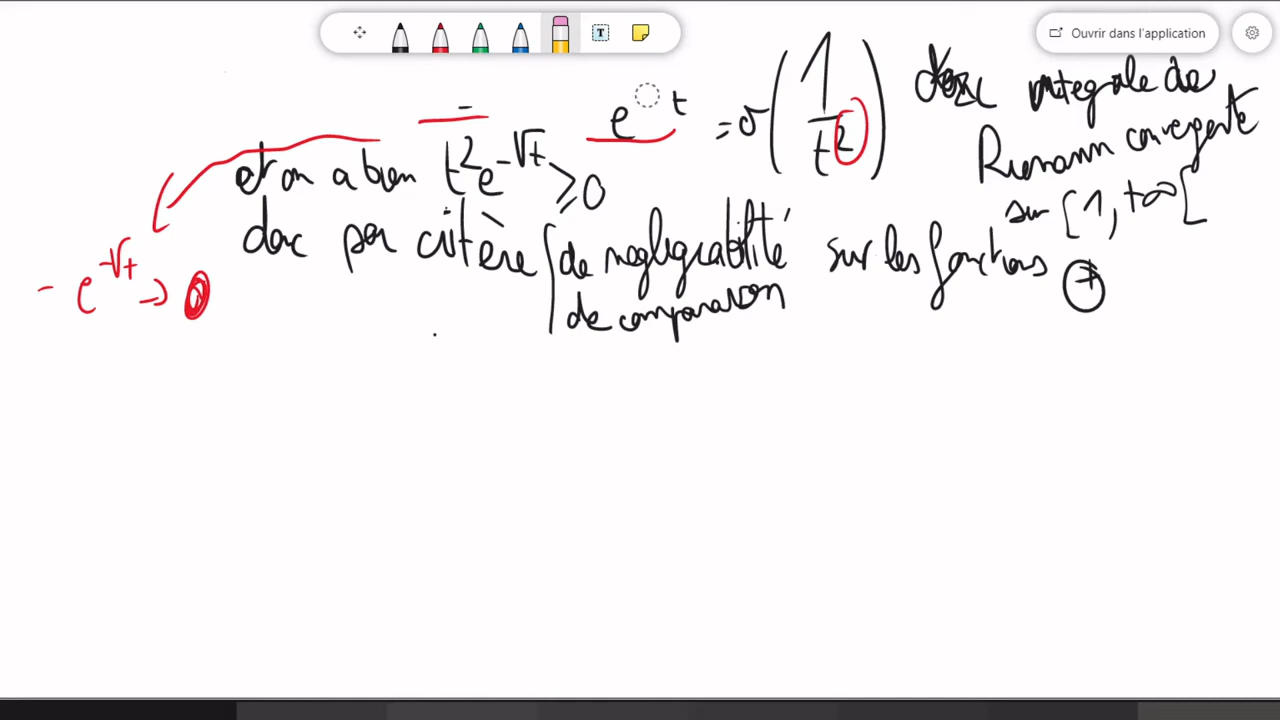 Ouvrir dans l'application
T
e t = o(1/t²) donc intégrale de
Riemann convergente
sur [1, +∞[
et on a bien t²e^-√t ≥ 0
donc par critère de négligeabilité sur les fonctions ⊕
de comparaison
- e^-√t → 0